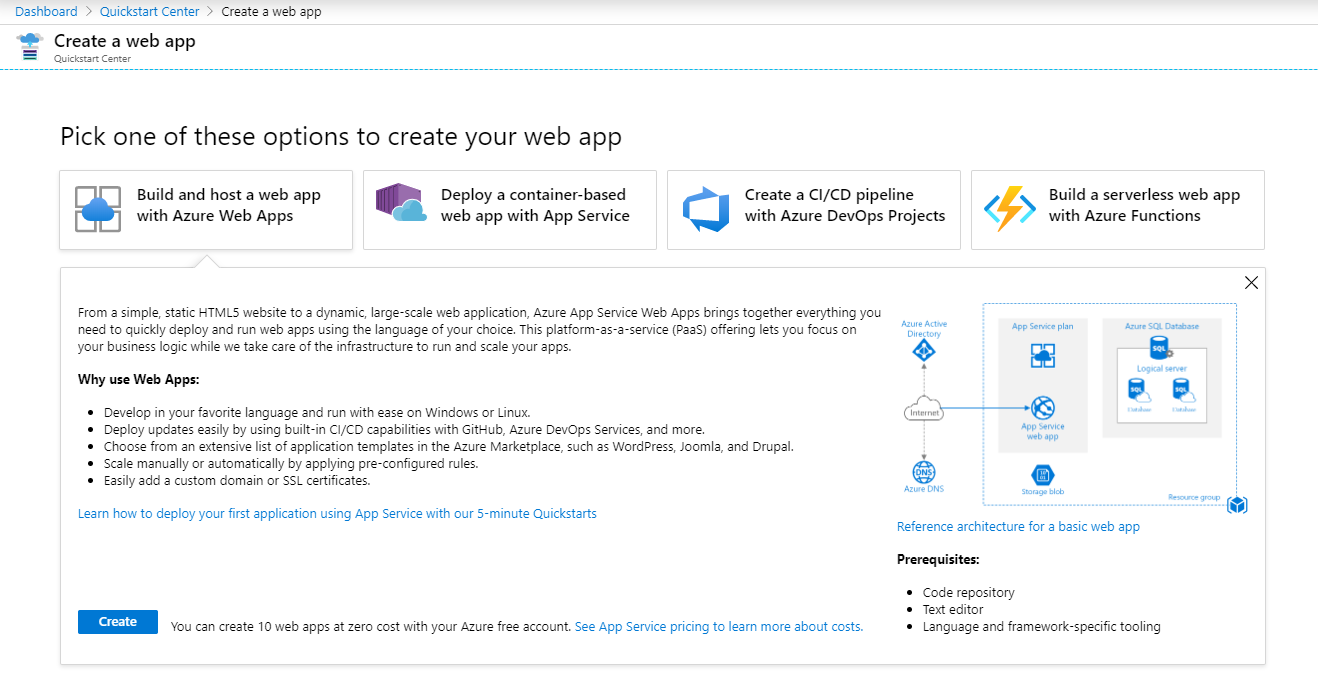 Dashboard > Quickstart Center > Create a web app
Create a web app
Quickstart Center
Pick one of these options to create your web app
Build and host a web app
with Azure Web Apps
Deploy a container-based
web app with App Service
Create a CI/CD pipeline
with Azure DevOps Projects
Build a serverless web app
with Azure Functions
From a simple, static HTML5 website to a dynamic, large-scale web application, Azure App Service Web Apps brings together everything you
need to quickly deploy and run web apps using the language of your choice. This platform-as-a-service (PaaS) offering lets you focus on
your business logic while we take care of the infrastructure to run and scale your apps.
Why use Web Apps:
Develop in your favorite language and run with ease on Windows or Linux.
Deploy updates easily by using built-in CI/CD capabilities with GitHub, Azure DevOps Services, and more.
Choose from an extensive list of application templates in the Azure Marketplace, such as WordPress, Joomla, and Drupal.
Scale manually or automatically by applying pre-configured rules.
Easily add a custom domain or SSL certificates.
Learn how to deploy your first application using App Service with our 5-minute Quickstarts
Create
You can create 10 web apps at zero cost with your Azure free account. See App Service pricing to learn more about costs.
Azure Active
Directory
Internet
DNS
Azure DNS
App Service plan
App Service
web app
Storage blob
Azure SQL Database
SQL
Logical server
SQL
SQL
Database
Database
Resource group
Reference architecture for a basic web app
Prerequisites:
Code repository
Text editor
Language and framework-specific tooling